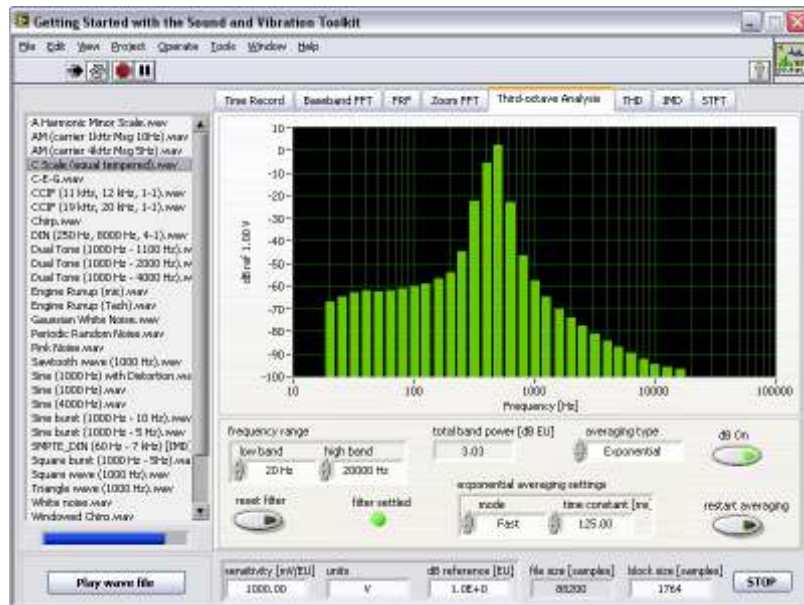 Getting Started with the Sound and Vibration Toolkit
File Edit View Project Operate Tools Window Help
Time Record Baseband FFT FRF Zoom FFT Third-octave Analysis THD IMD STFT
A Harmonic Minor Scale.wav
AM (carrier 1kHz Msg 10Hz).wav
AM (carrier 4kHz Msg 5Hz).wav
C Scale (equal tempered).wav
C-E-G.wav
CCIF (11 kHz, 12 kHz, 1-1).wav
CCIF (19 kHz, 20 kHz, 1-1).wav
Chirp.wav
DIN (250 Hz, 8000 Hz, 4-1).wav
Dual Tone (1000 Hz - 1100 Hz).w
Dual Tone (1000 Hz - 2000 Hz).w
Dual Tone (1000 Hz - 4000 Hz).w
Engine Runup (mic).wav
Engine Runup (Tach).wav
Gaussian White Noise.wav
Periodic Random Noise.wav
Pink Noise.wav
Sawtooth wave (1000 Hz).wav
Sine (1000 Hz) with Distortion.wa
Sine (1000 Hz).wav
Sine (4000 Hz).wav
Sine burst (1000 Hz - 10 Hz).wav
Sine burst (1000 Hz - 5 Hz).wav
SMPTE_DIN (60 Hz - 7 kHz) [IMD]
Square burst (1000 Hz - 5Hz).wa
Square wave (1000 Hz).wav
Triangle wave (1000 Hz).wav
White noise.wav
Windowed Chirp.wav
Play wave file
dB ref 1.00 V
10
0
-10
-20
-30
-40
-50
-60
-70
-80
-90
-100
10 100 1000 10000 100000
Frequency [Hz]
frequency range
low band high band
20 Hz 20000 Hz
total band power [dB EU]
3.03
averaging type
Exponential
dB On
reset filter
filter settled
exponential averaging settings
mode time constant [ms]
Fast 125.00
restart averaging
sensitivity [mV/EU] units dB reference [EU] file size [samples] block size [samples]
1000.00 V 1.0E+0 88200 1764
STOP